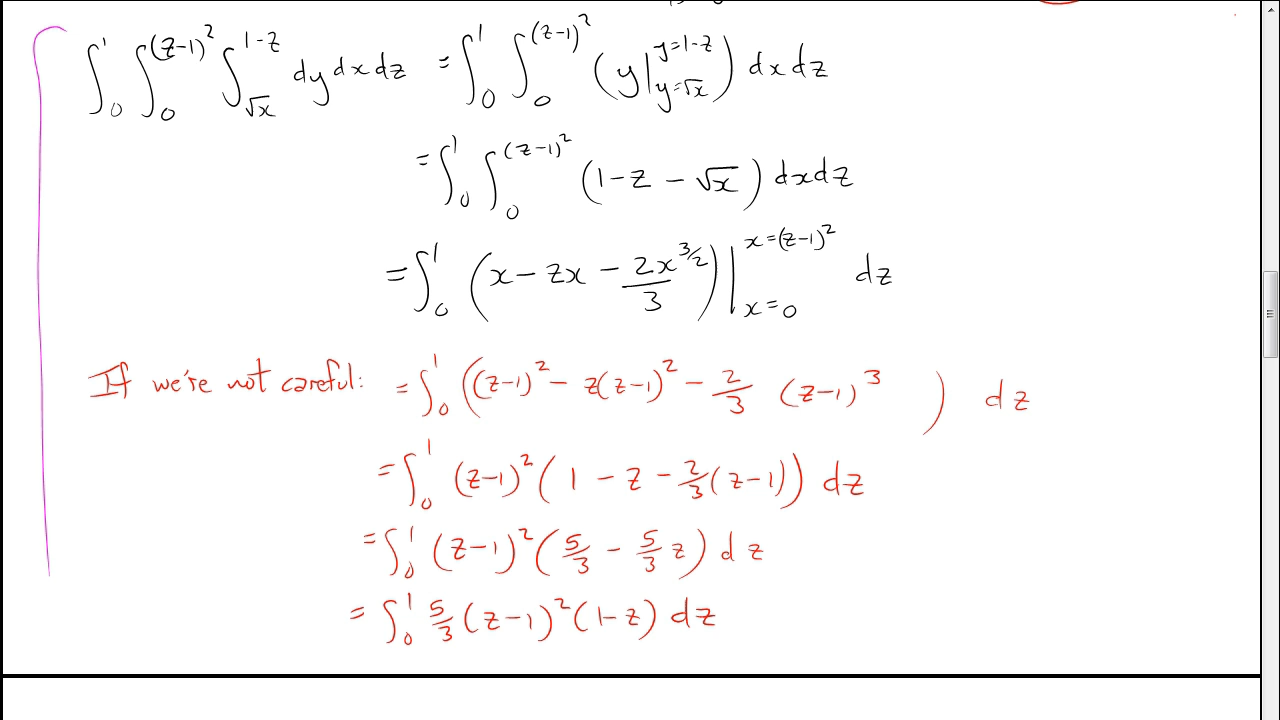 ∫₀¹ ∫₀^{(z-1)²} ∫_{√x}^{1-z} dy dx dz = ∫₀¹ ∫₀^{(z-1)²} (y|_{y=√x}^{y=1-z}) dx dz
= ∫₀¹ ∫₀^{(z-1)²} (1-z-√x) dx dz
= ∫₀¹ (x - zx - 2x^{3/2}/3)|_{x=0}^{x=(z-1)²} dz
If we're not careful: = ∫₀¹ ((z-1)² - z(z-1)² - 2/3 (z-1)³) dz
= ∫₀¹ (z-1)² (1 - z - 2/3(z-1)) dz
= ∫₀¹ (z-1)² (5/3 - 5/3 z) dz
= ∫₀¹ 5/3 (z-1)² (1-z) dz